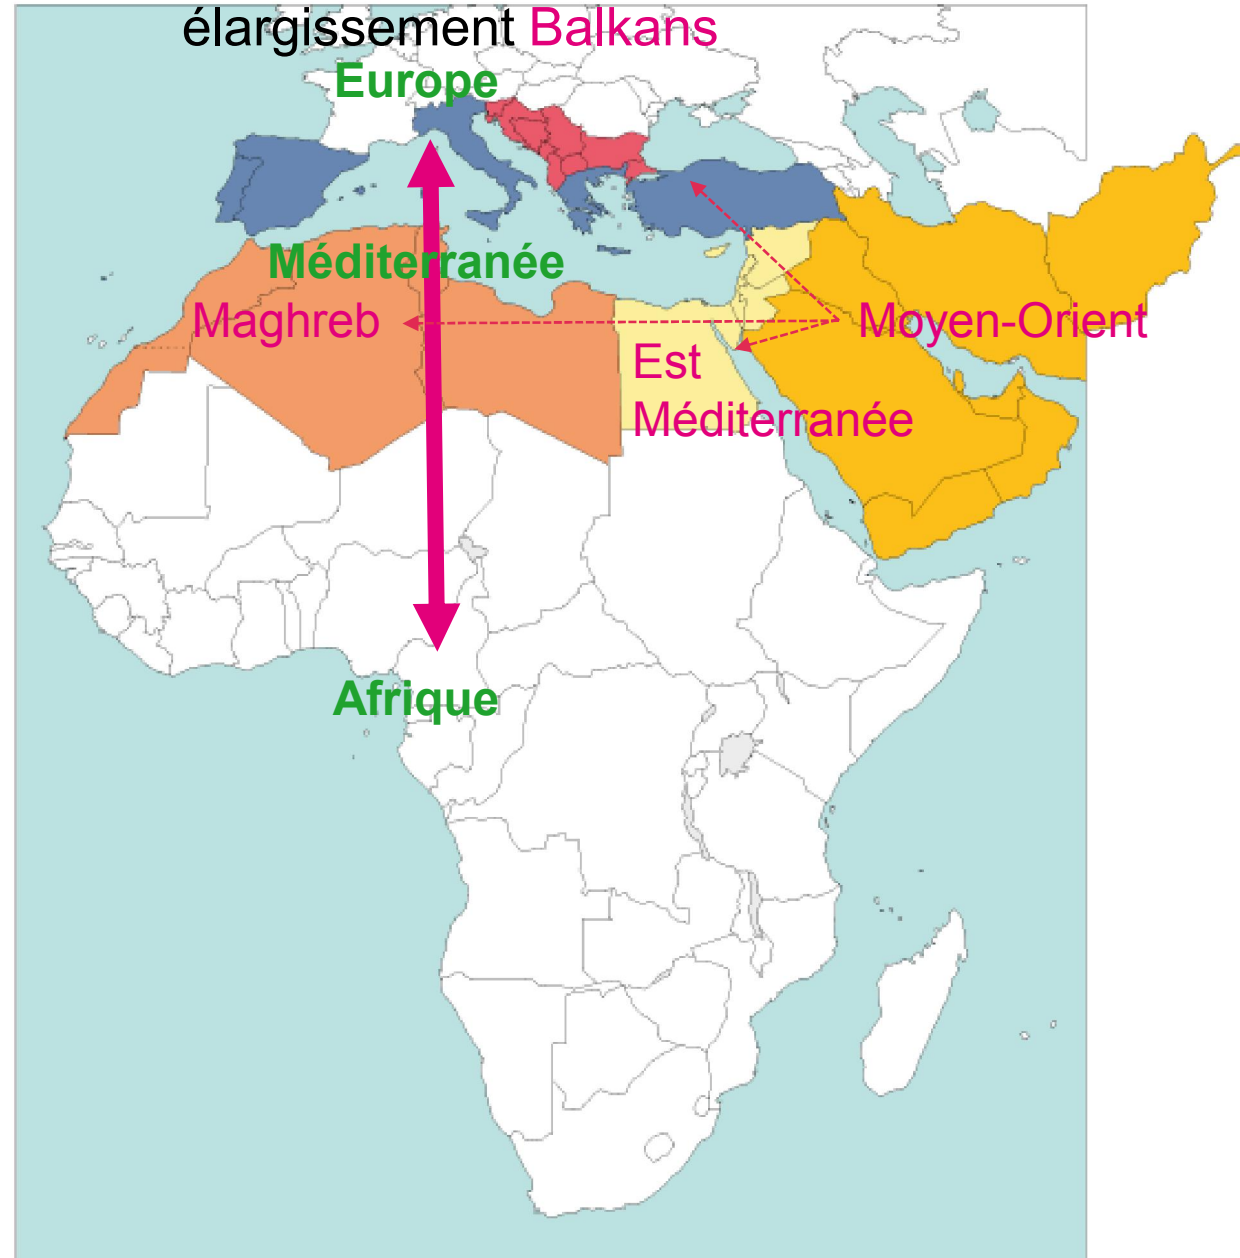 élargissement Balkans
Europe
Méditerranée
Maghreb
Moyen-Orient
Est
Méditerranée
Afrique